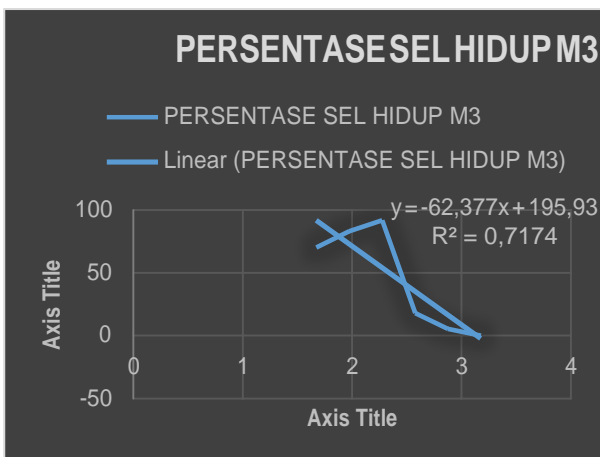 PERSENTASE SEL HIDUP M3
PERSENTASE SEL HIDUP M3
Linear (PERSENTASE SEL HIDUP M3)
y = -62,377x + 195,93
R² = 0,7174
100
50
0
-50
0 1 2 3 4
Axis Title
Axis Title